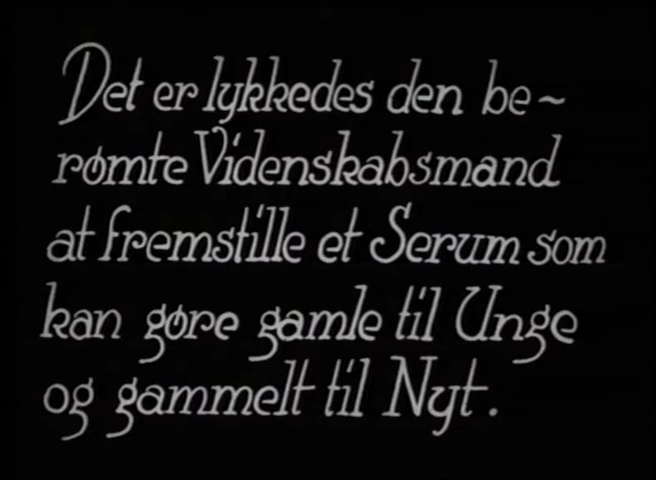 Det er lykkedes den be~
rømte Videnskabsmand
at fremstille et Serum som
kan gøre gamle til Unge
og gammelt til Nyt.